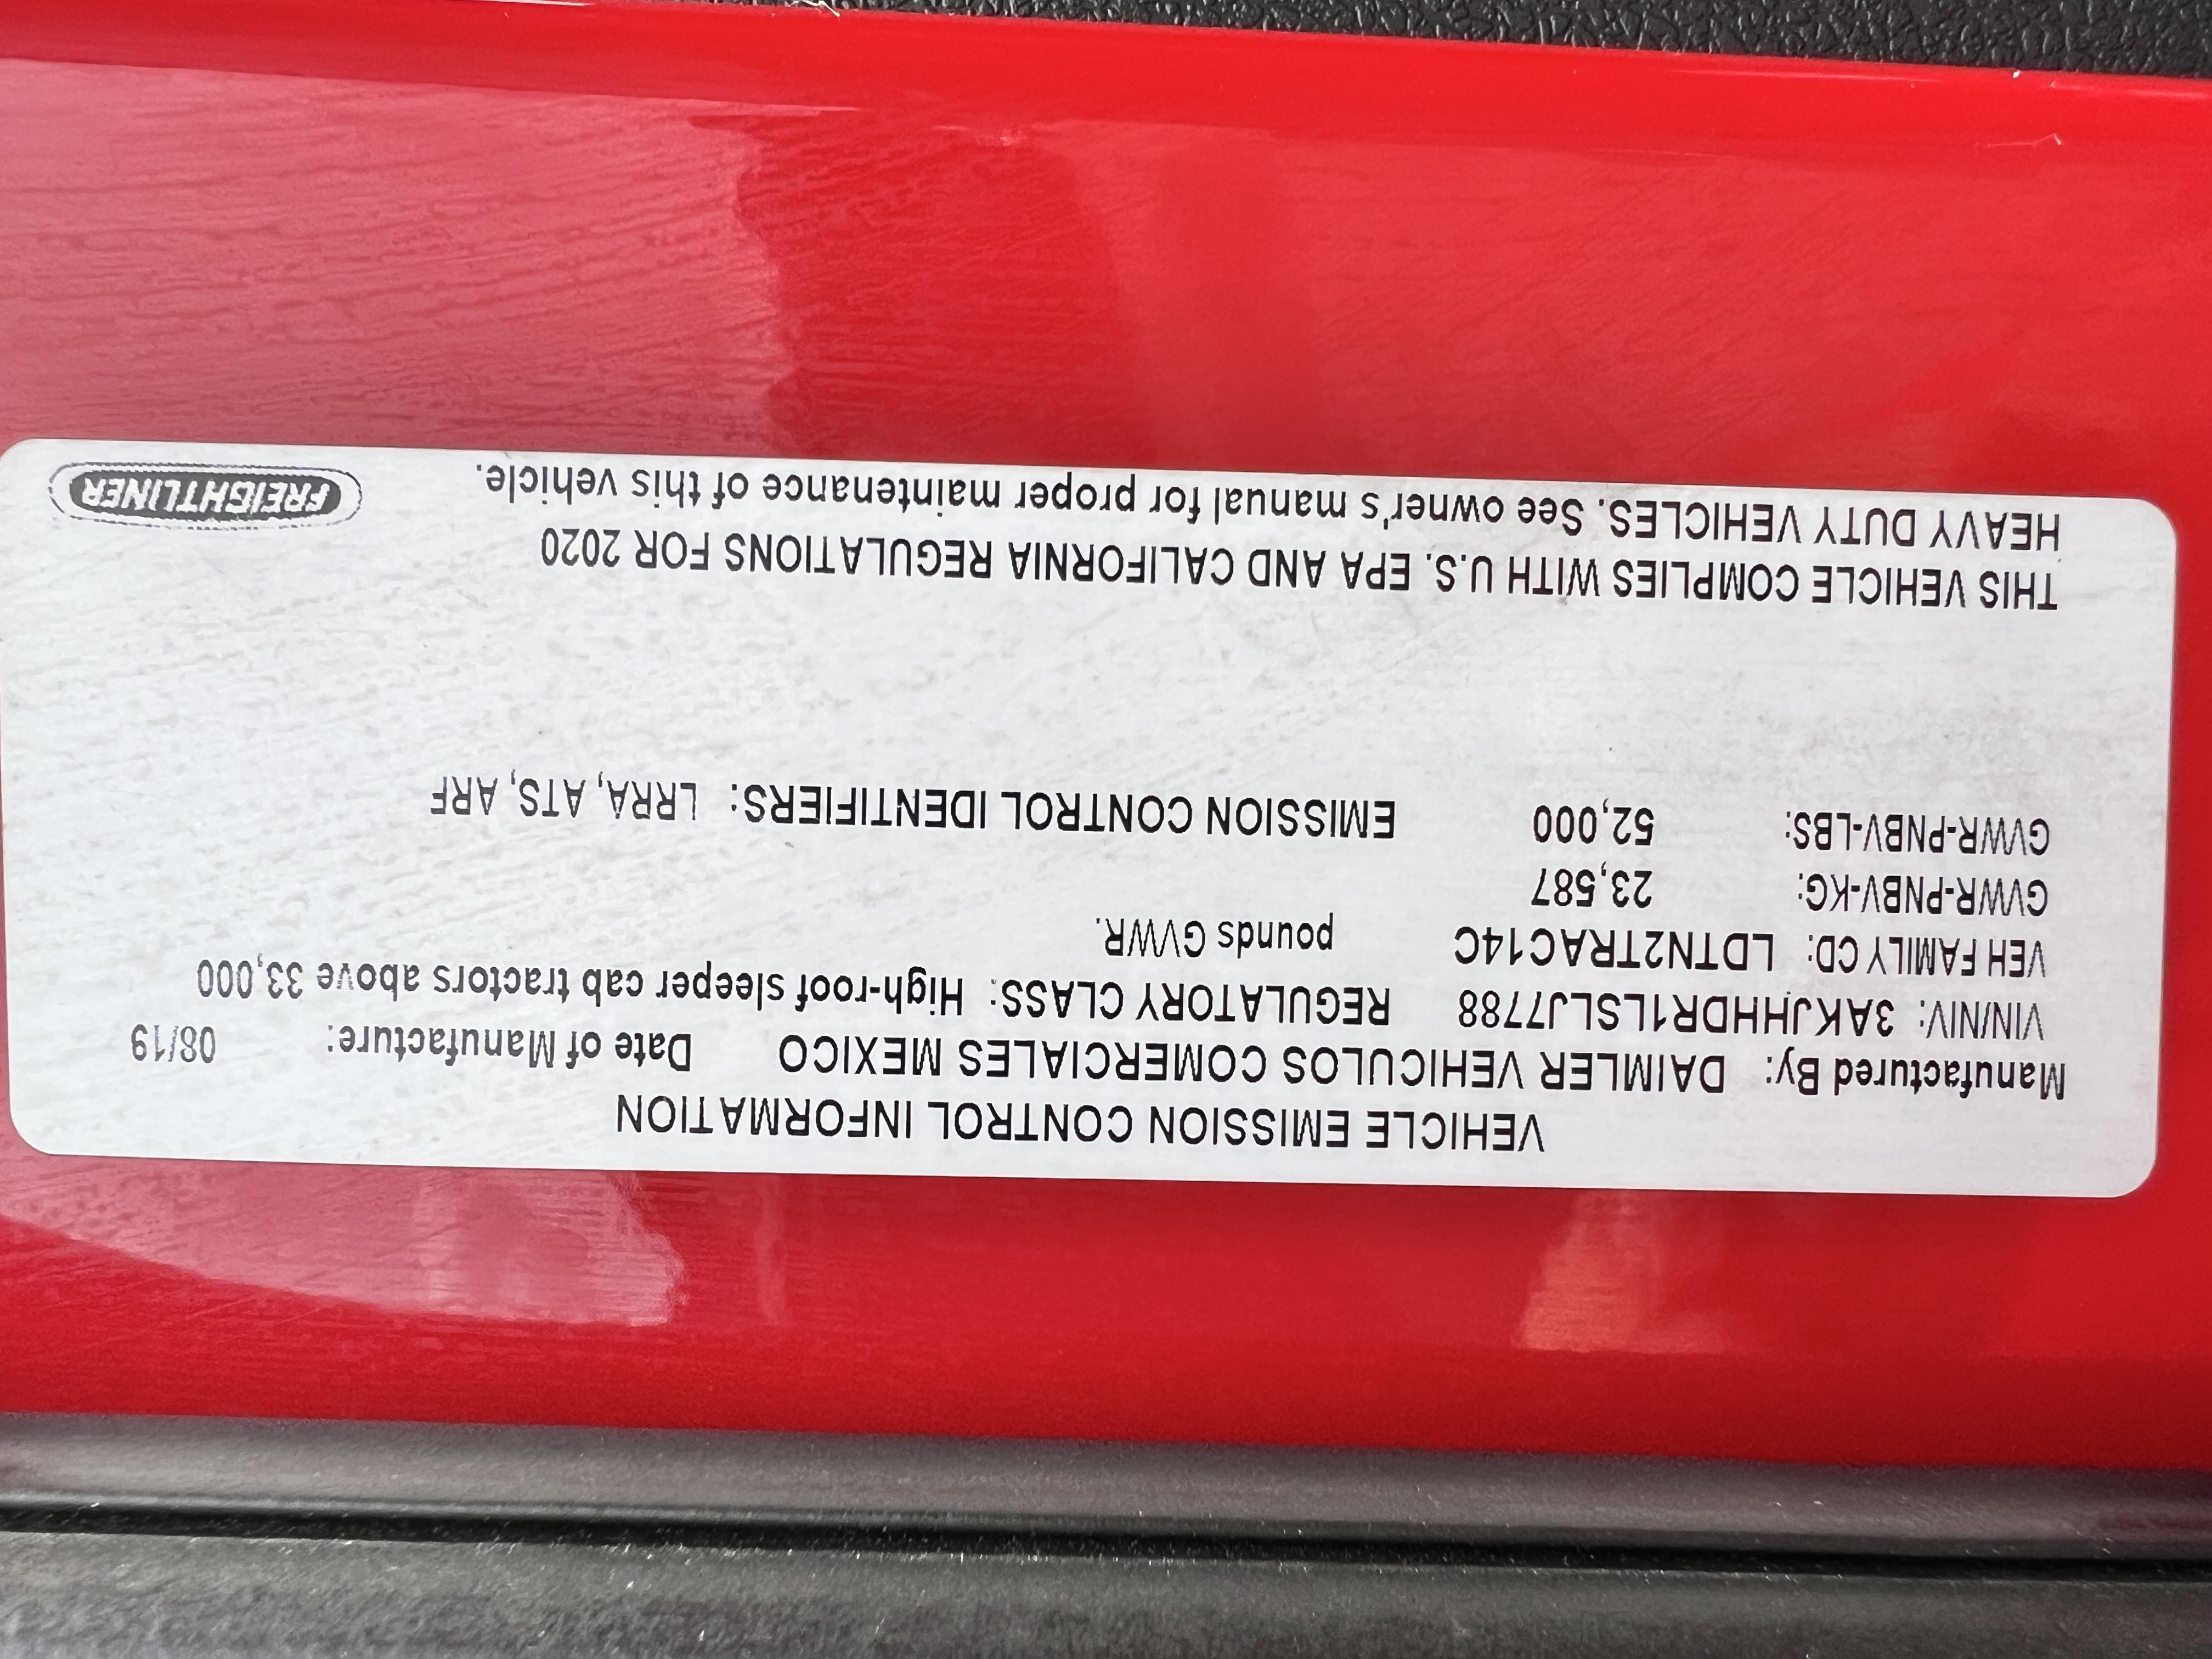 VEHICLE EMISSION CONTROL INFORMATION
Manufactured By: DAIMLER VEHICULOS COMERCIALES MEXICO Date of Manufacture: 08/19
VIN/NIV: 3AKJHHDR1LSLJ7788 REGULATORY CLASS: High-roof sleeper cab tractors above 33,000
VEH FAMILY CD: LDTN2TRAC14C pounds GVWR.
GVWR-PNBV-KG: 23,587
GVWR-PNBV-LBS: 52,000 EMISSION CONTROL IDENTIFIERS: LRRA, ATS, ARF
THIS VEHICLE COMPLIES WITH U.S. EPA AND CALIFORNIA REGULATIONS FOR 2020
HEAVY DUTY VEHICLES. See owner's manual for proper maintenance of this vehicle.
FREIGHTLINER